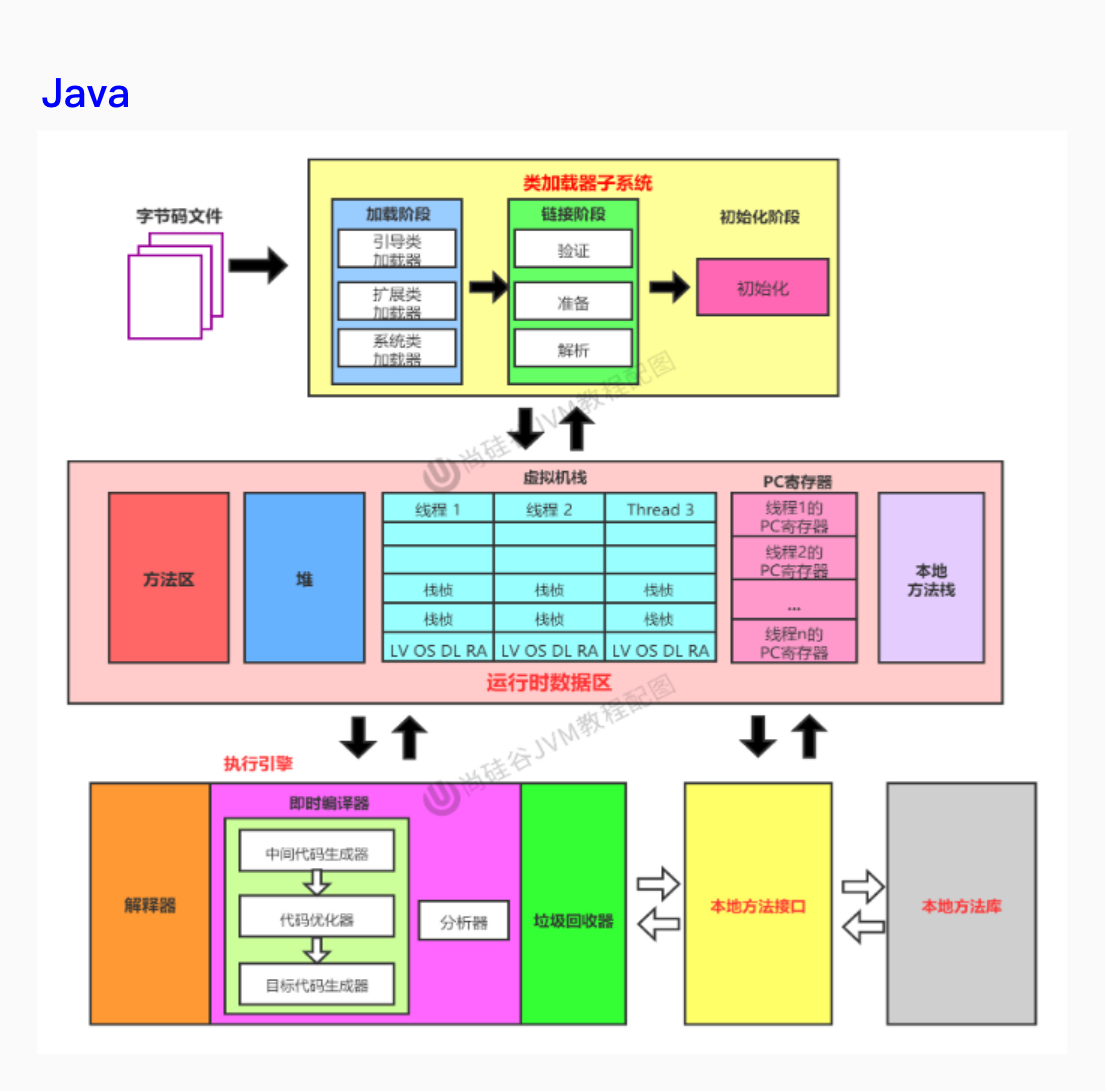 Java
类加载器子系统
字节码文件
加载阶段
引导类
加载器
扩展类
加载器
系统类
加载器
链接阶段
验证
准备
解析
初始化阶段
初始化
尚硅谷JVM教程配图
方法区
堆
虚拟机栈
线程 1
线程 2
Thread 3
栈桢
栈桢
栈桢
栈桢
栈桢
栈桢
LV OS DL RA
LV OS DL RA
LV OS DL RA
PC寄存器
线程1的
PC寄存器
线程2的
PC寄存器
...
线程n的
PC寄存器
本地
方法栈
运行时数据区
尚硅谷JVM教程配图
执行引擎
解释器
即时编译器
中间代码生成器
代码优化器
目标代码生成器
分析器
垃圾回收器
本地方法接口
本地方法库